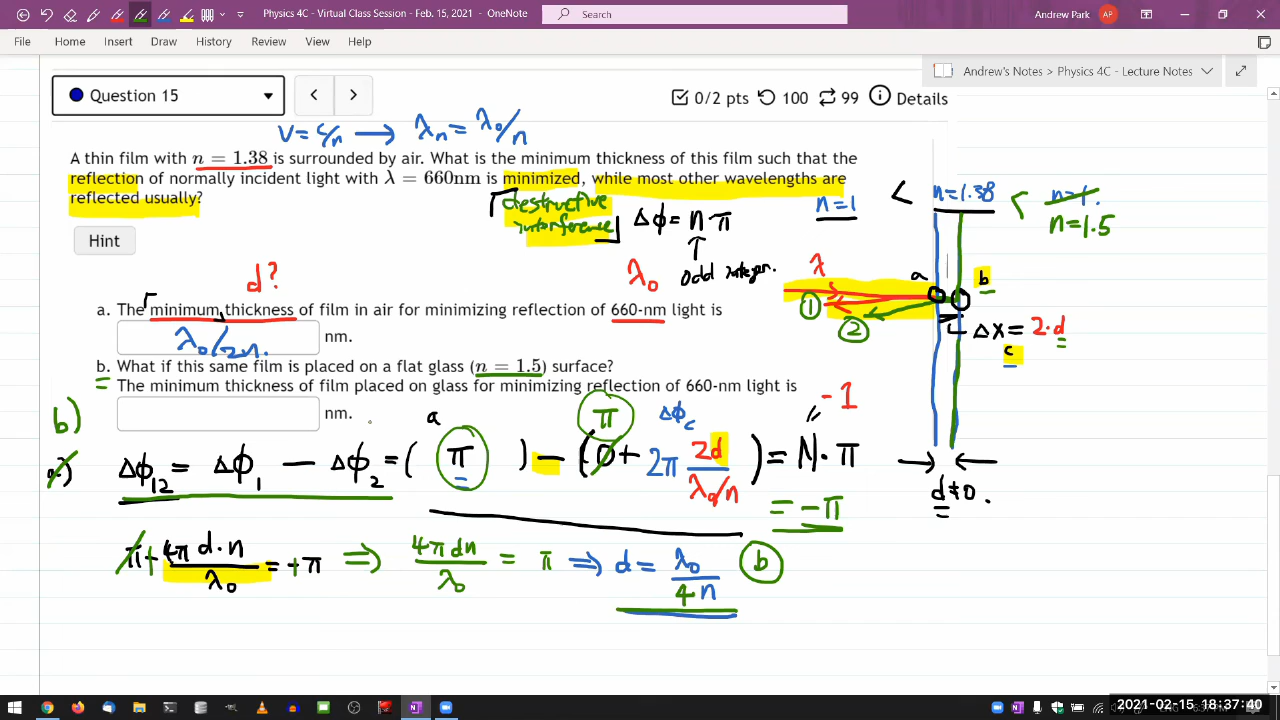 Physics 4C - Virtual Class Session - Feb. 15, 2021 - OneNote
Search
Andrew Park
AP
File Home Insert Draw History Review View Help
Andrew's Notes > Physics 4C - Lecture Notes
Question 15
0/2 pts 100 99 Details
V = c/n → λn = λ0/n
A thin film with n = 1.38 is surrounded by air. What is the minimum thickness of this film such that the
reflection of normally incident light with λ = 660nm is minimized, while most other wavelengths are
reflected usually?
destructive
interference
Δϕ = n π
odd integer.
n=1 < n=1.38 < n=1.
n=1.5
Hint
d?
λ0
λ
a
b
1
2
Δx = 2·d
c
a. The minimum thickness of film in air for minimizing reflection of 660-nm light is
λ0/2n. nm.
b. What if this same film is placed on a flat glass (n = 1.5) surface?
The minimum thickness of film placed on glass for minimizing reflection of 660-nm light is
nm.
b)
a)
a
π
Δϕc
-1
Δϕ12 = Δϕ1 - Δϕ2 = ( π ) - (0 + 2π 2d/λ0/n ) = N·π
= -π
d≠0.
π + 4π d·n/λ0 = +π ⇒ 4π dn/λ0 = π ⇒ d = λ0/4n b
2021-02-15 18:37:40